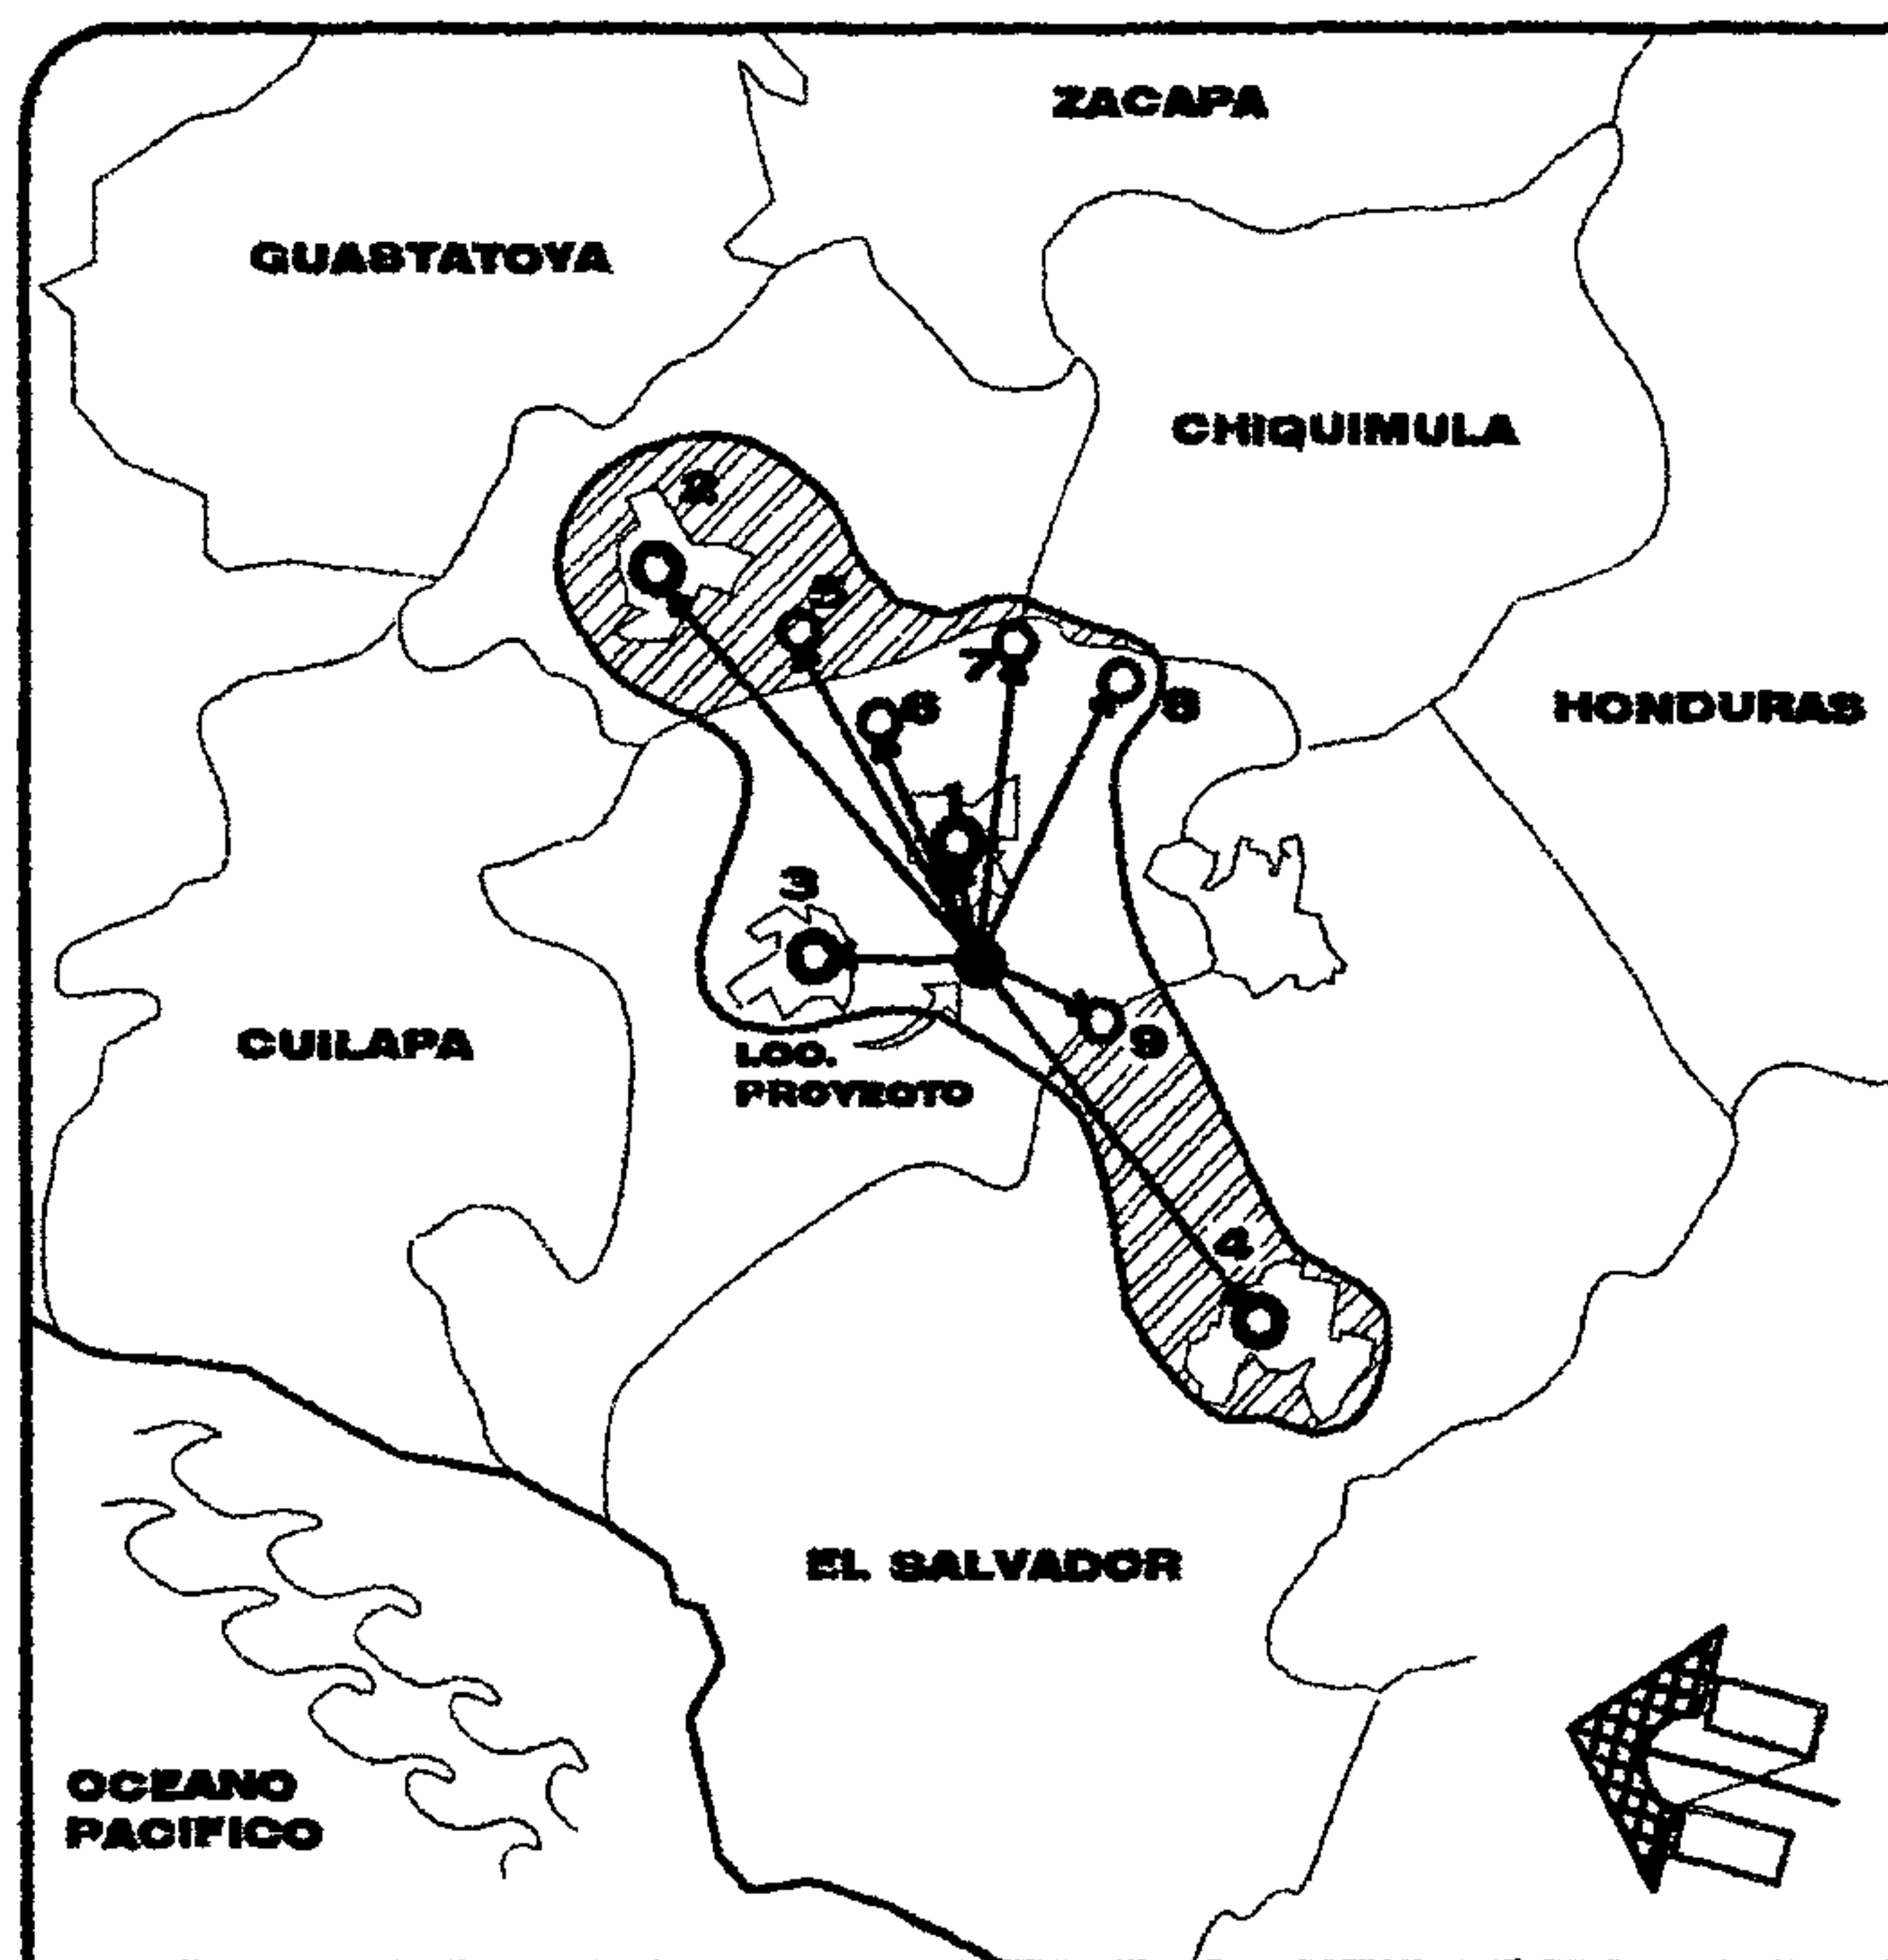 ZACAPA
GUASTATOYA
CHIQUIMULA
2
5
HONDURAS
7
8
6
1
3
9
CUILAPA
LOC.
PROYECTO
4
EL SALVADOR
OCEANO
PACIFICO